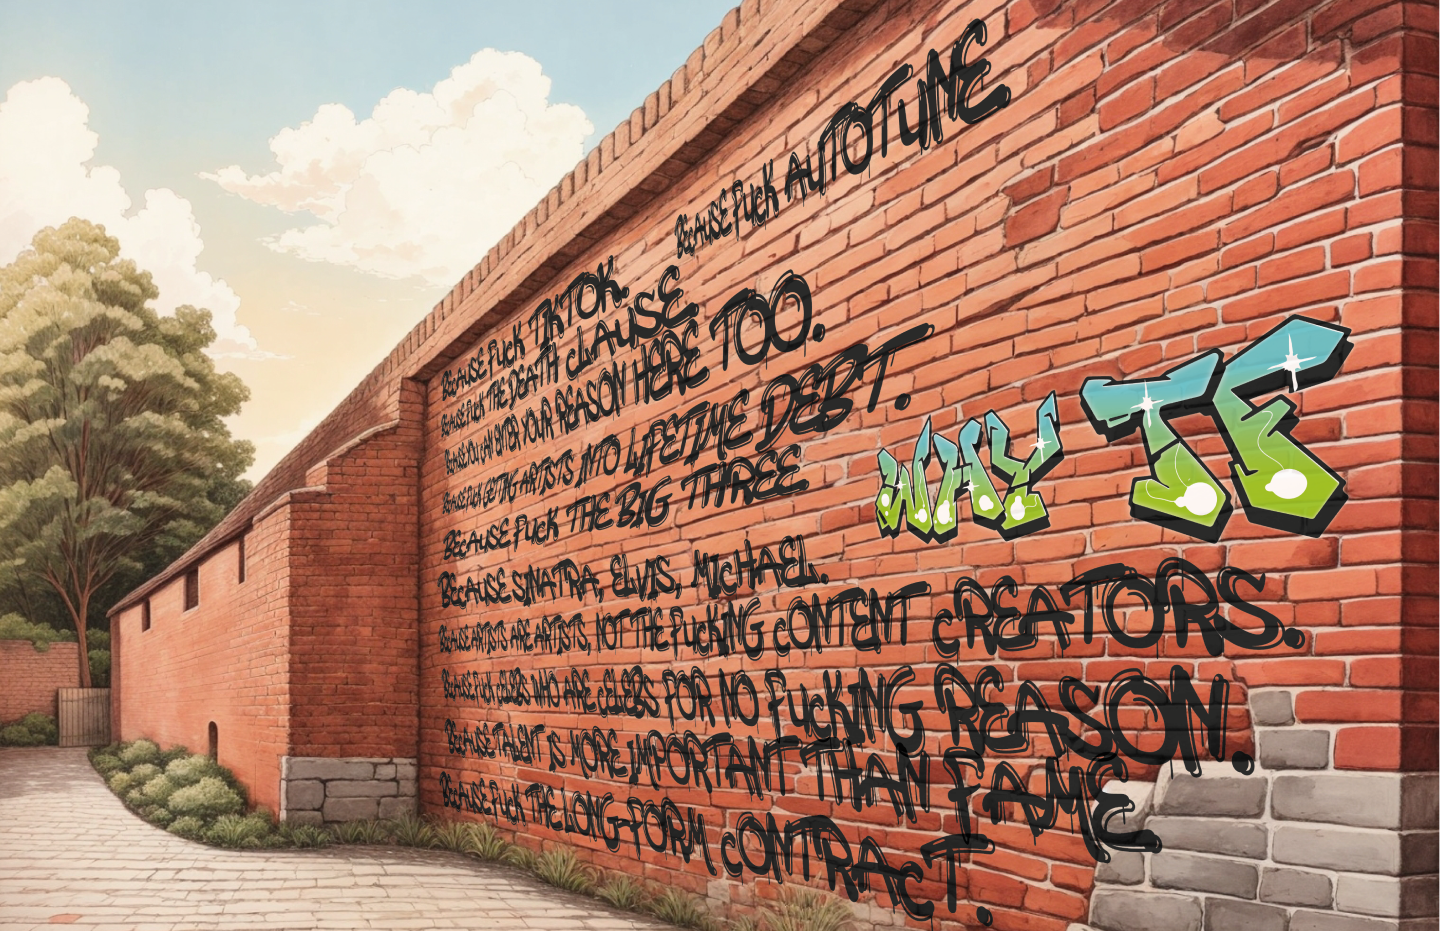 BECAUSE FUCK AUTOTUNE
BECAUSE FUCK TIKTOK.
BECAUSE FUCK THE DEATH CLAUSE
BECAUSE YOU CAN ENTER YOUR REASON HERE TOO.
BECAUSE FUCK GETTING ARTISTS INTO LIFETIME DEBT.
BECAUSE FUCK THE BIG THREE
WHY TF
BECAUSE SINATRA, ELVIS, MICHAEL.
BECAUSE ARTISTS ARE ARTISTS, NOT THE FUCKING CONTENT CREATORS.
BECAUSE FUCK CELEBS WHO ARE CELEBS FOR NO FUCKING REASON.
BECAUSE TALENT IS MORE IMPORTANT THAN FAME
BECAUSE FUCK THE LONG-FORM CONTRACT.